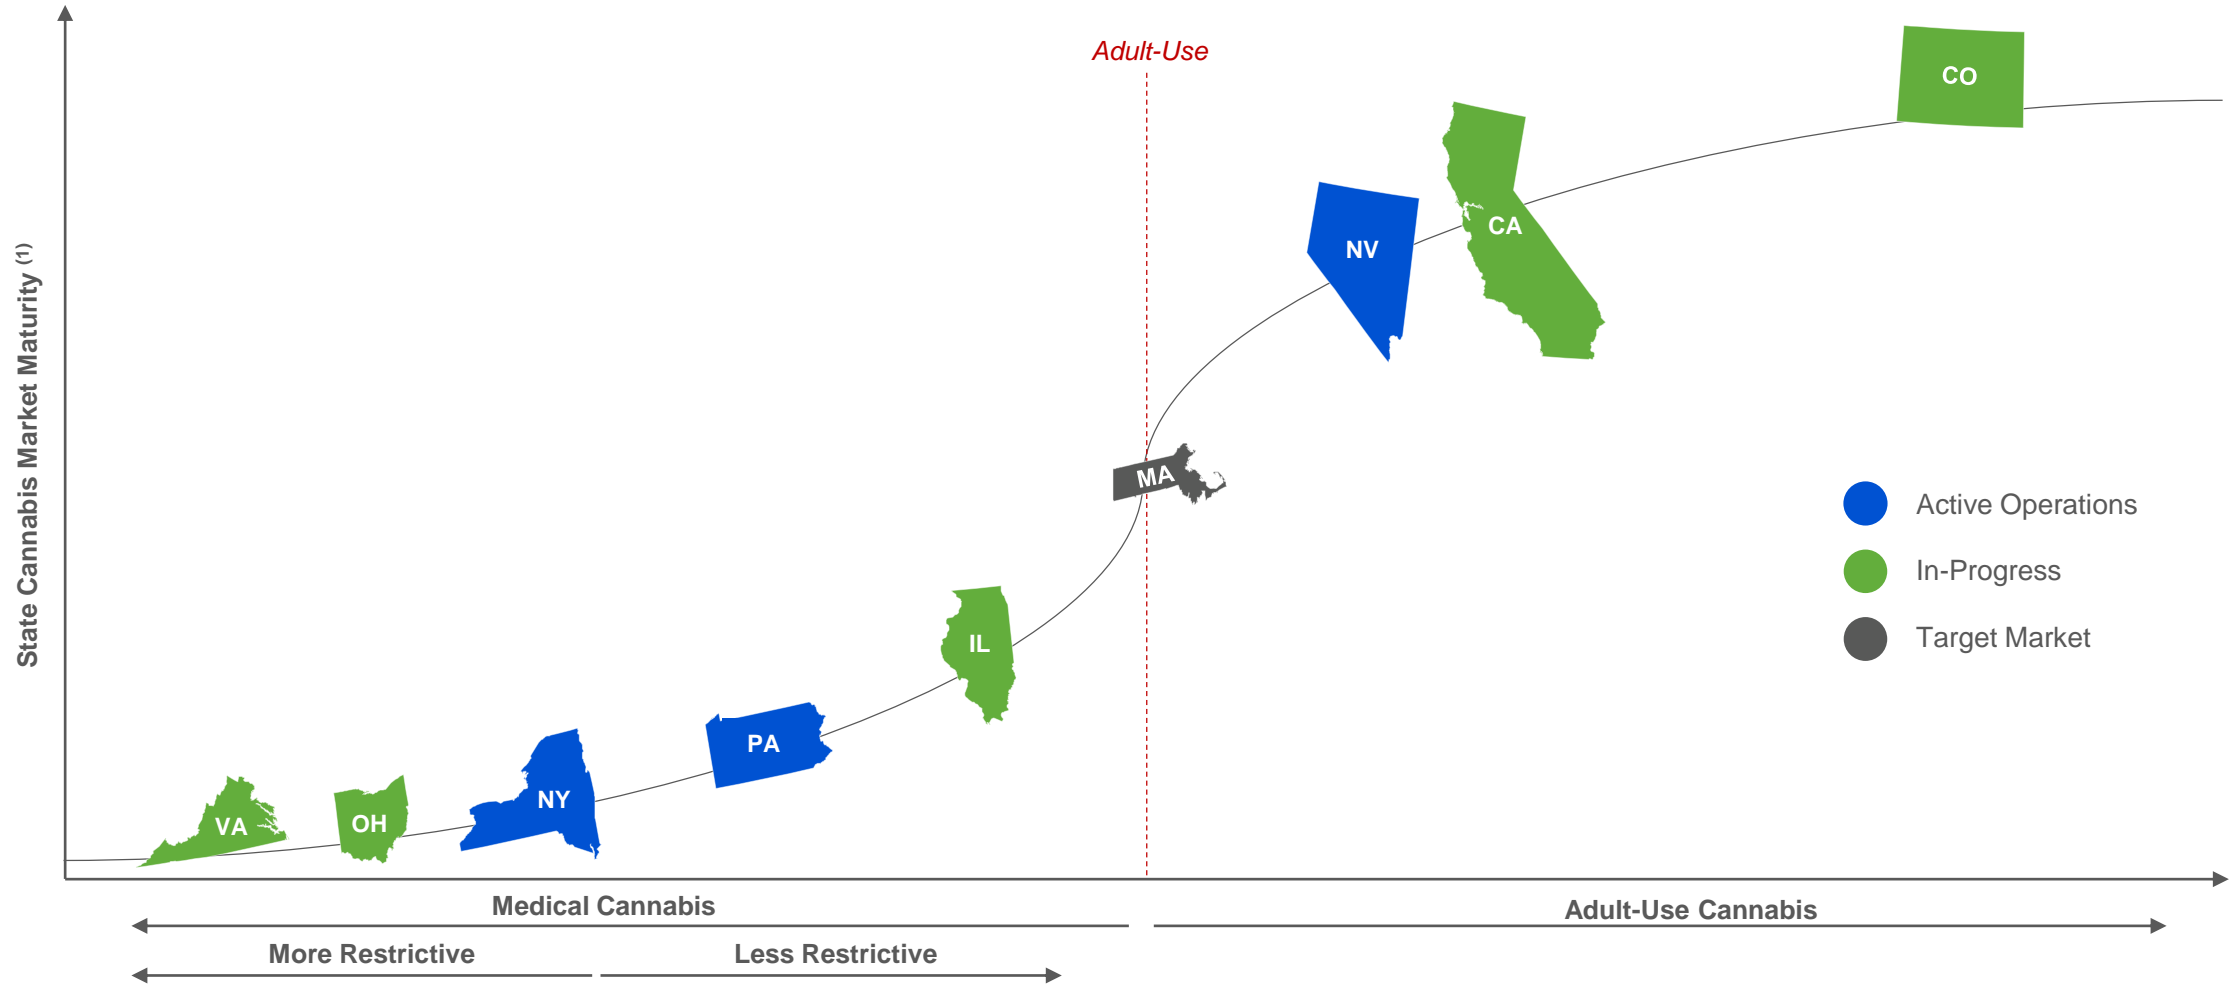 State Cannabis Market Maturity (1)
Adult-Use
CO
CA
NV
MA
IL
PA
NY
OH
VA
Active Operations
In-Progress
Target Market
Medical Cannabis
Adult-Use Cannabis
More Restrictive
Less Restrictive